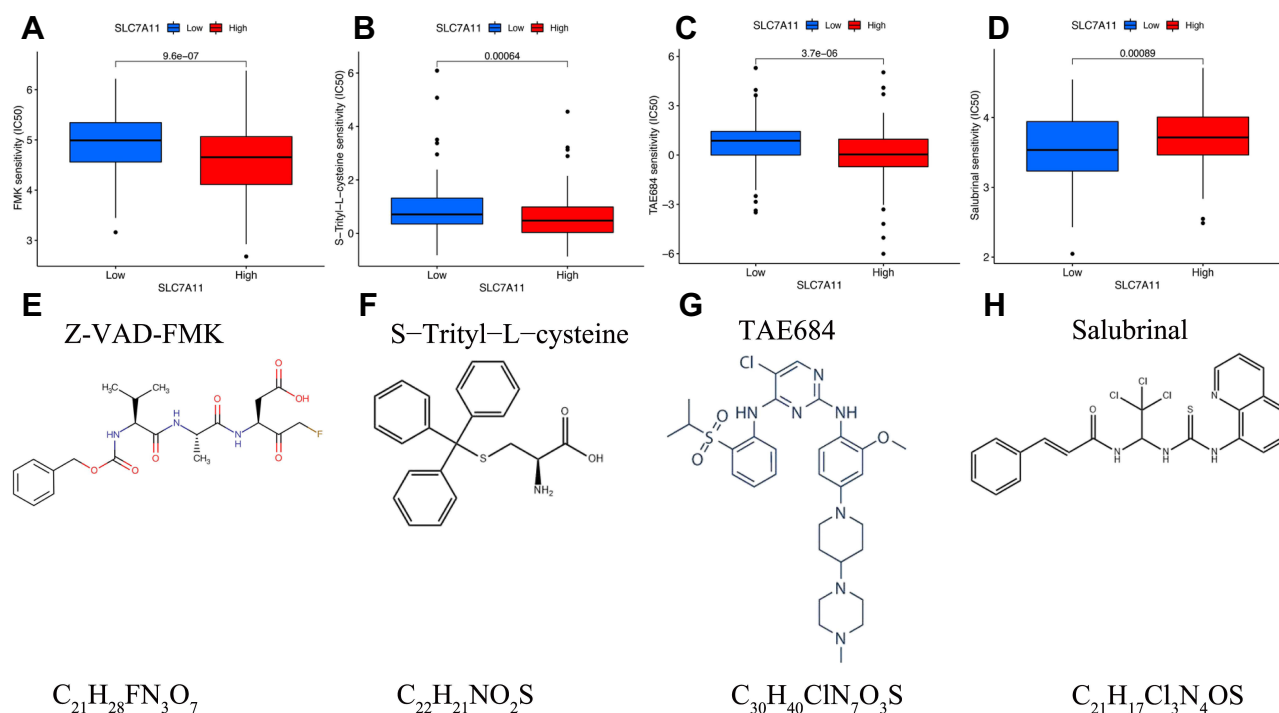 A
SLC7A11 Low High
9.6e-07
FMK sensitivity (IC50)
6
5
4
3
Low High
SLC7A11
B
SLC7A11 Low High
0.00064
S-Trityl-L-cysteine sensitivity (IC50)
6
4
2
0
Low High
SLC7A11
C
SLC7A11 Low High
3.7e-06
TAE684 sensitivity (IC50)
6
3
0
-3
-6
Low High
SLC7A11
D
SLC7A11 Low High
0.00089
Salubrinal sensitivity (IC50)
4
3
2
Low High
SLC7A11
E
Z-VAD-FMK
H₃C CH₃
O
OH
H
N
O
HN
O
O
O
CH₃
N
H
O
F
C₂₁H₂₈FN₃O₇
F
S−Trityl−L−cysteine
O
S
OH
NH₂
C₂₂H₂₁NO₂S
G
TAE684
Cl
N
NH
N
NH
O
S
O
O
N
N
N
C₃₀H₄₀ClN₇O₃S
H
Salubrinal
Cl
Cl Cl
N
O
S
N
H
N
H
N
H
C₂₁H₁₇Cl₃N₄OS